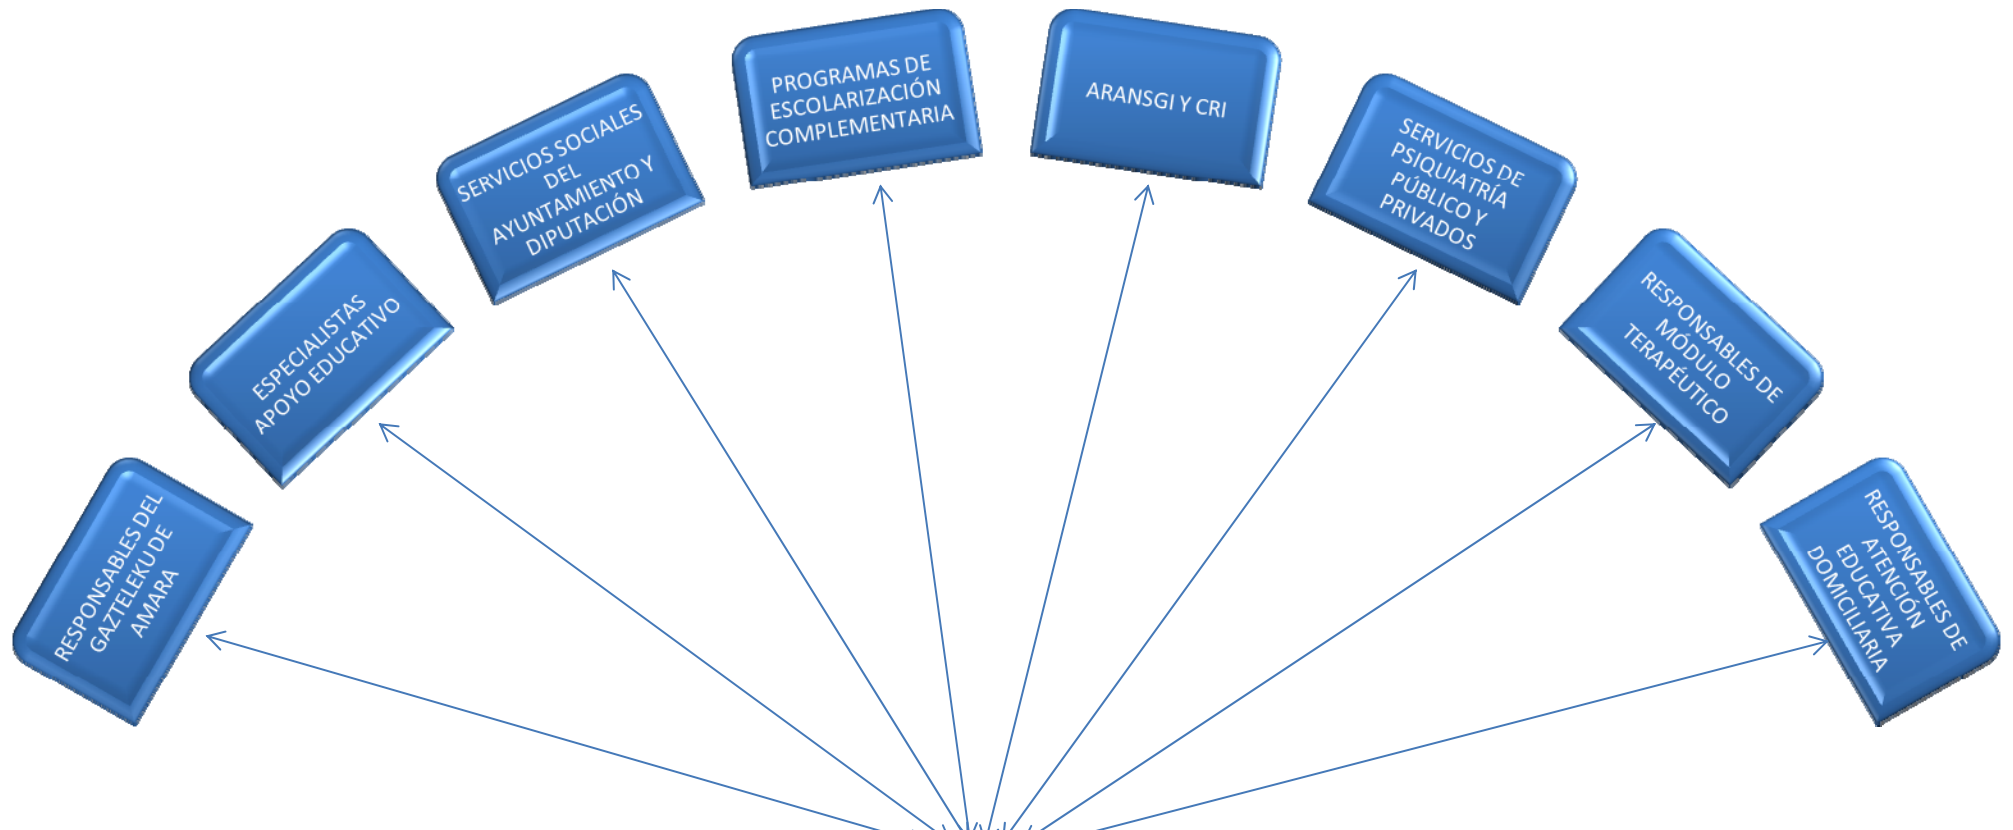 RESPONSABLES DEL
GAZTELEKU DE
AMARA
ESPECIALISTAS
APOYO EDUCATIVO
SERVICIOS SOCIALES
DEL
AYUNTAMIENTO Y
DIPUTACIÓN
PROGRAMAS DE
ESCOLARIZACIÓN
COMPLEMENTARIA
ARANSGI Y CRI
SERVICIOS DE
PSIQUIATRÍA
PÚBLICO Y
PRIVADOS
RESPONSABLES DE
MÓDULO
TERAPÉUTICO
RESPONSABLES DE
ATENCIÓN
EDUCATIVA
DOMICILIARIA